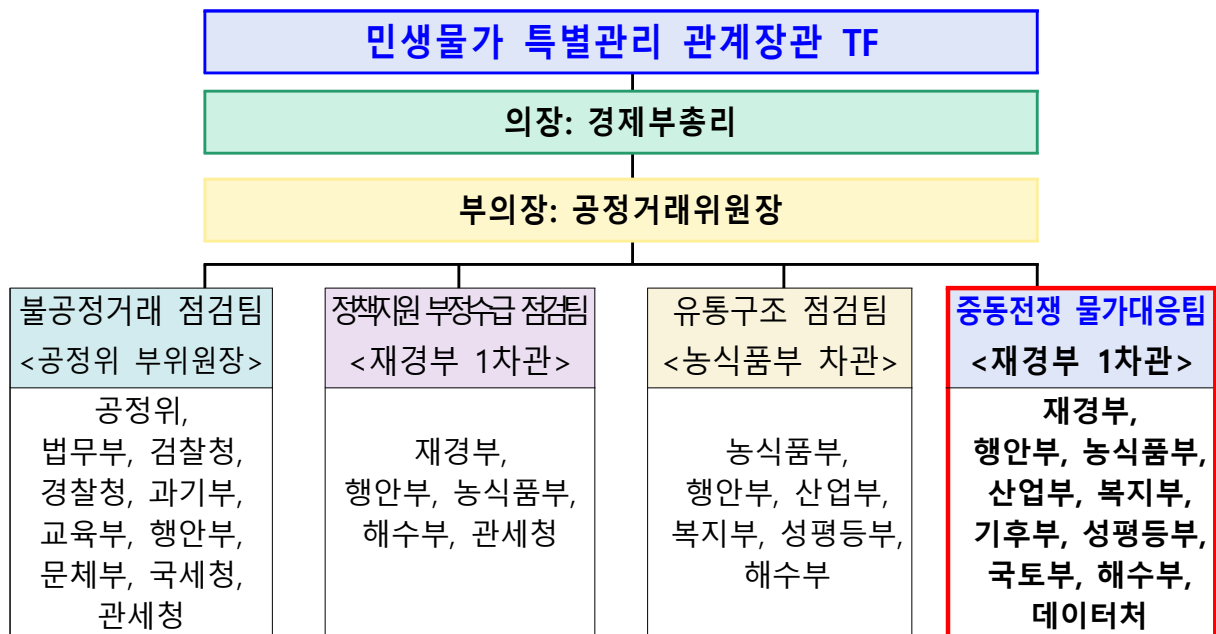 민생물가 특별관리 관계장관 TF
의장: 경제부총리
부의장: 공정거래위원장
불공정거래 점검팀
<공정위 부위원장>
공정위,
법무부, 검찰청,
경찰청, 과기부,
교육부, 행안부,
문체부, 국세청,
관세청
정책지원 부정수급 점검팀
<재경부 1차관>
재경부,
행안부, 농식품부,
해수부, 관세청
유통구조 점검팀
<농식품부 차관>
농식품부,
행안부, 산업부,
복지부, 성평등부,
해수부
중동전쟁 물가대응팀
<재경부 1차관>
재경부,
행안부, 농식품부,
산업부, 복지부,
기후부, 성평등부,
국토부, 해수부,
데이터처